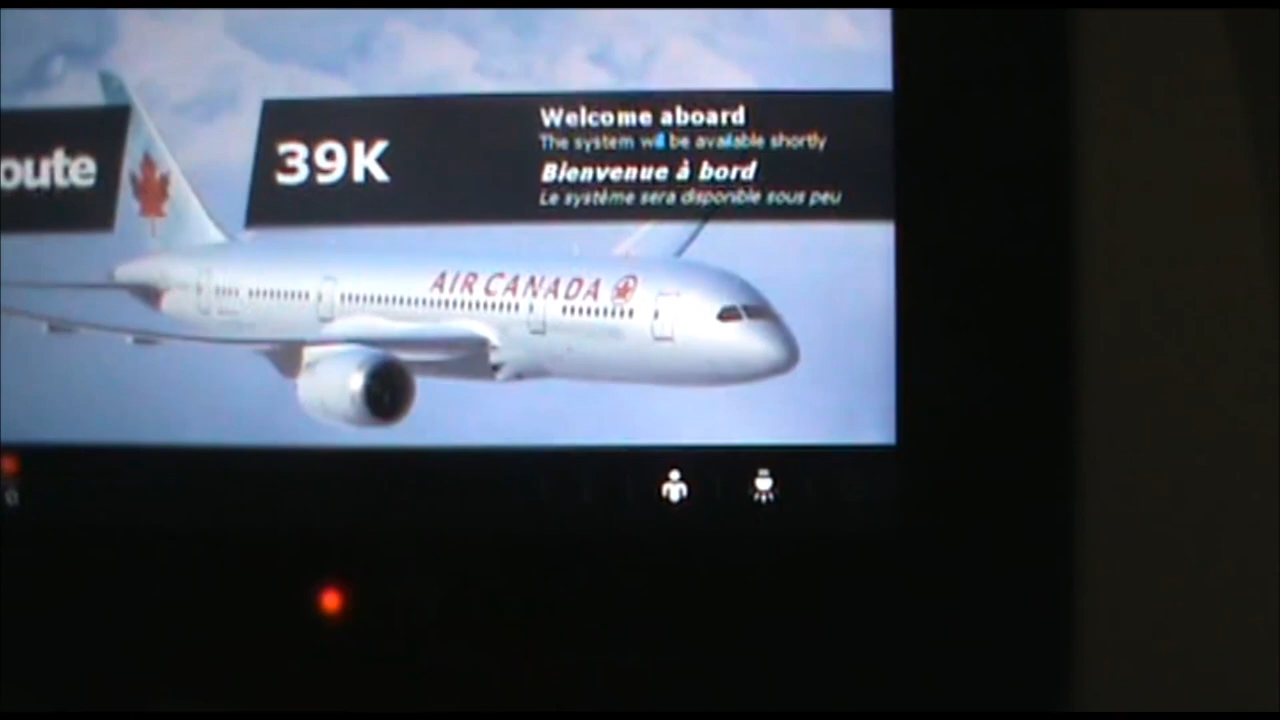 oute
39K
Welcome aboard
The system will be available shortly
Bienvenue à bord
Le système sera disponible sous peu
AIR CANADA